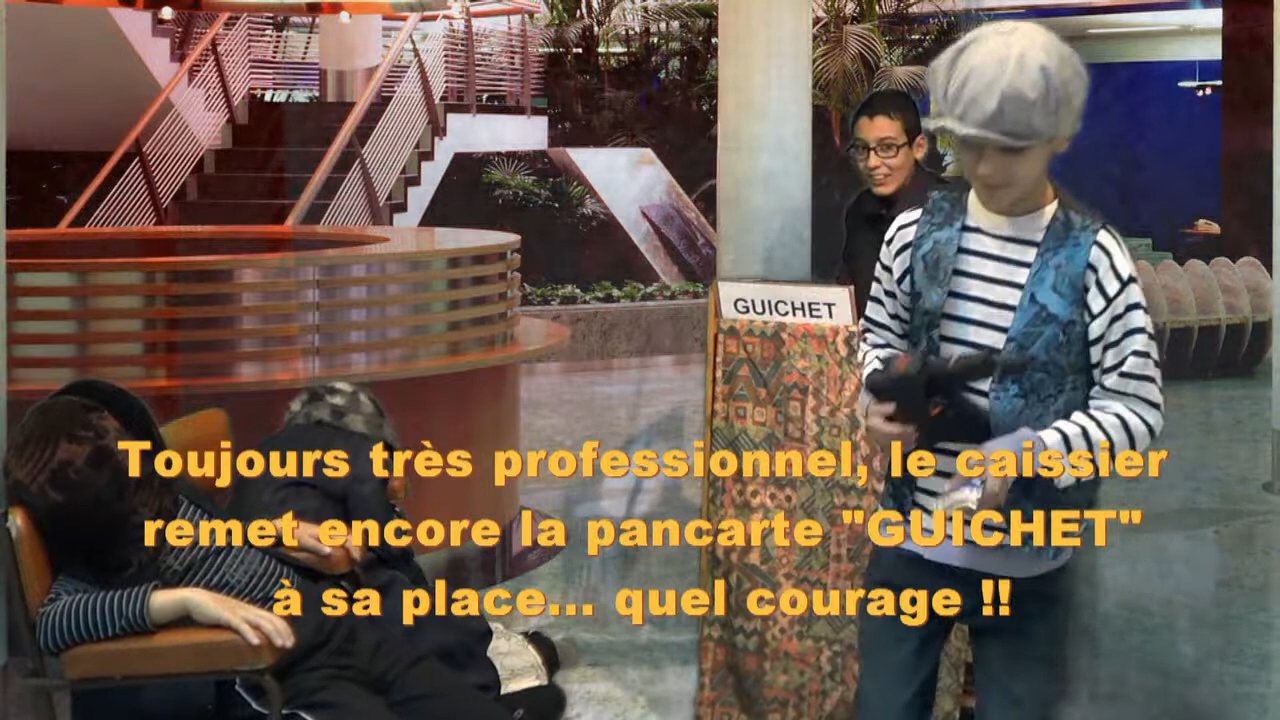 GUICHET
Toujours très professionnel, le caissier
remet encore la pancarte "GUICHET"
à sa place... quel courage !!